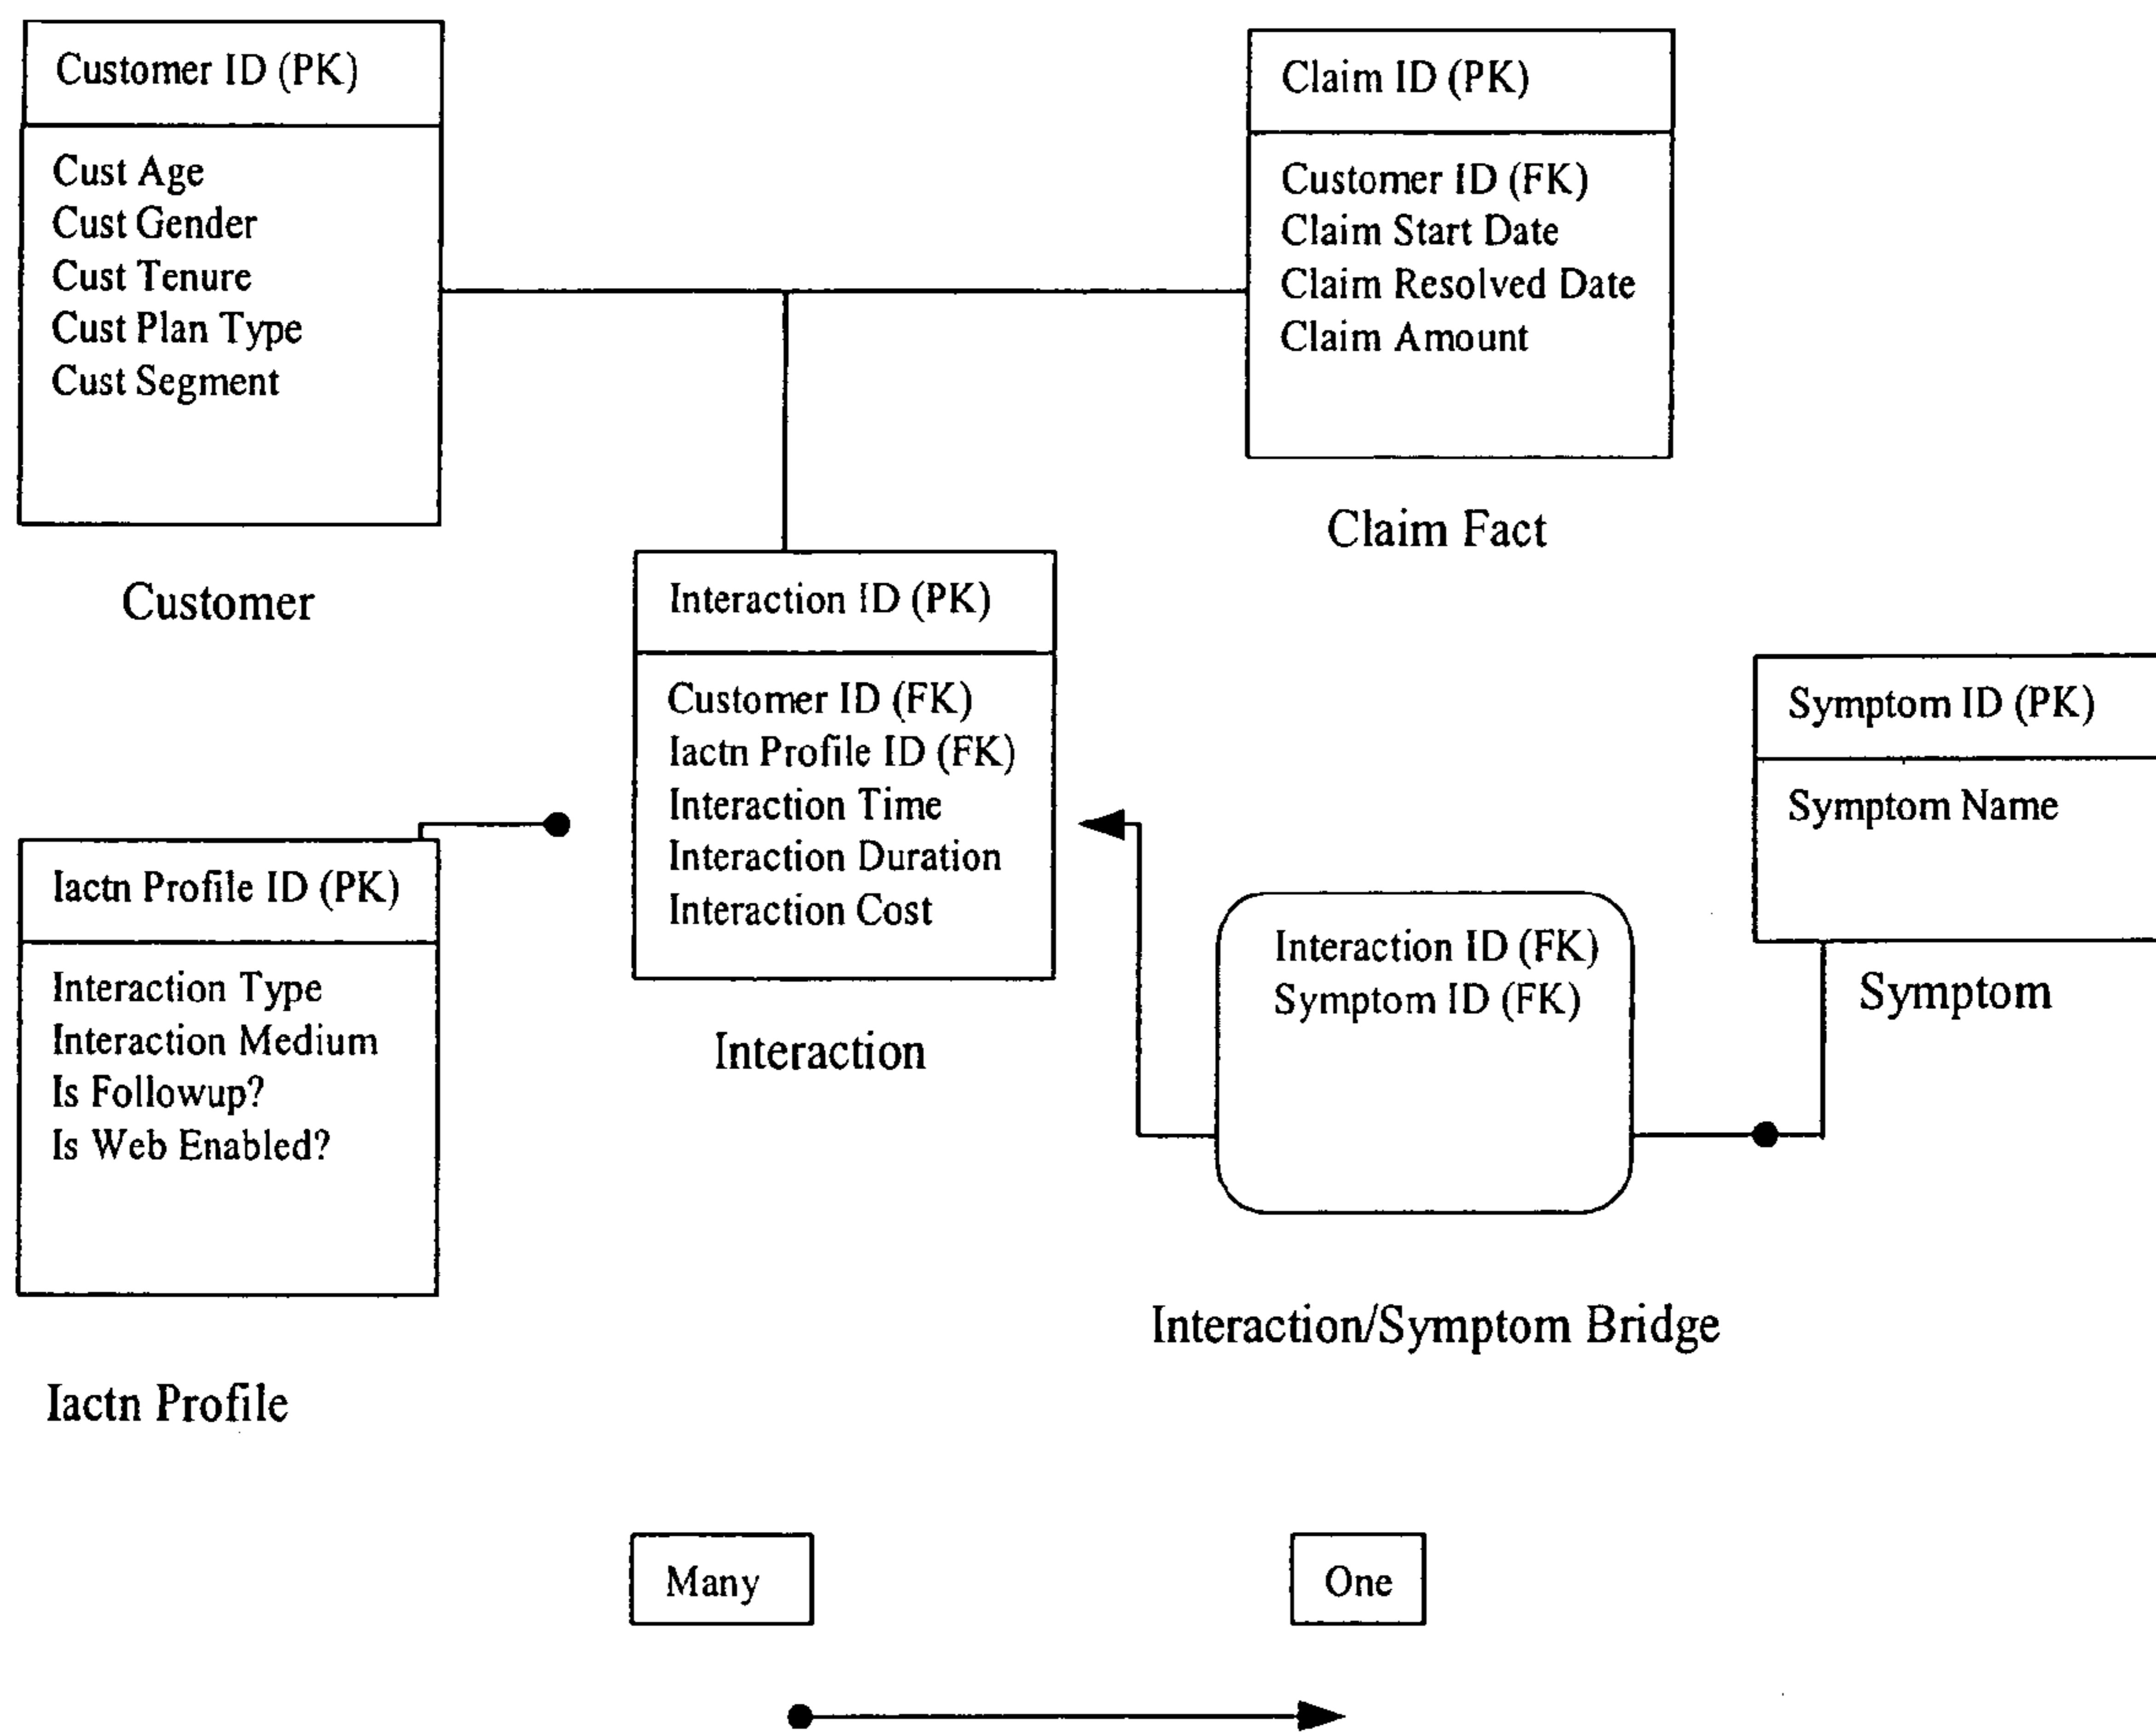 Customer ID (PK)
Cust Age
Cust Gender
Cust Tenure
Cust Plan Type
Cust Segment
Customer
Claim ID (PK)
Customer ID (FK)
Claim Start Date
Claim Resolved Date
Claim Amount
Claim Fact
Interaction ID (PK)
Customer ID (FK)
Iactn Profile ID (FK)
Interaction Time
Interaction Duration
Interaction Cost
Interaction
Symptom ID (PK)
Symptom Name
Symptom
Iactn Profile ID (PK)
Interaction Type
Interaction Medium
Is Followup?
Is Web Enabled?
Iactn Profile
Interaction ID (FK)
Symptom ID (FK)
Interaction/Symptom Bridge
Many
One